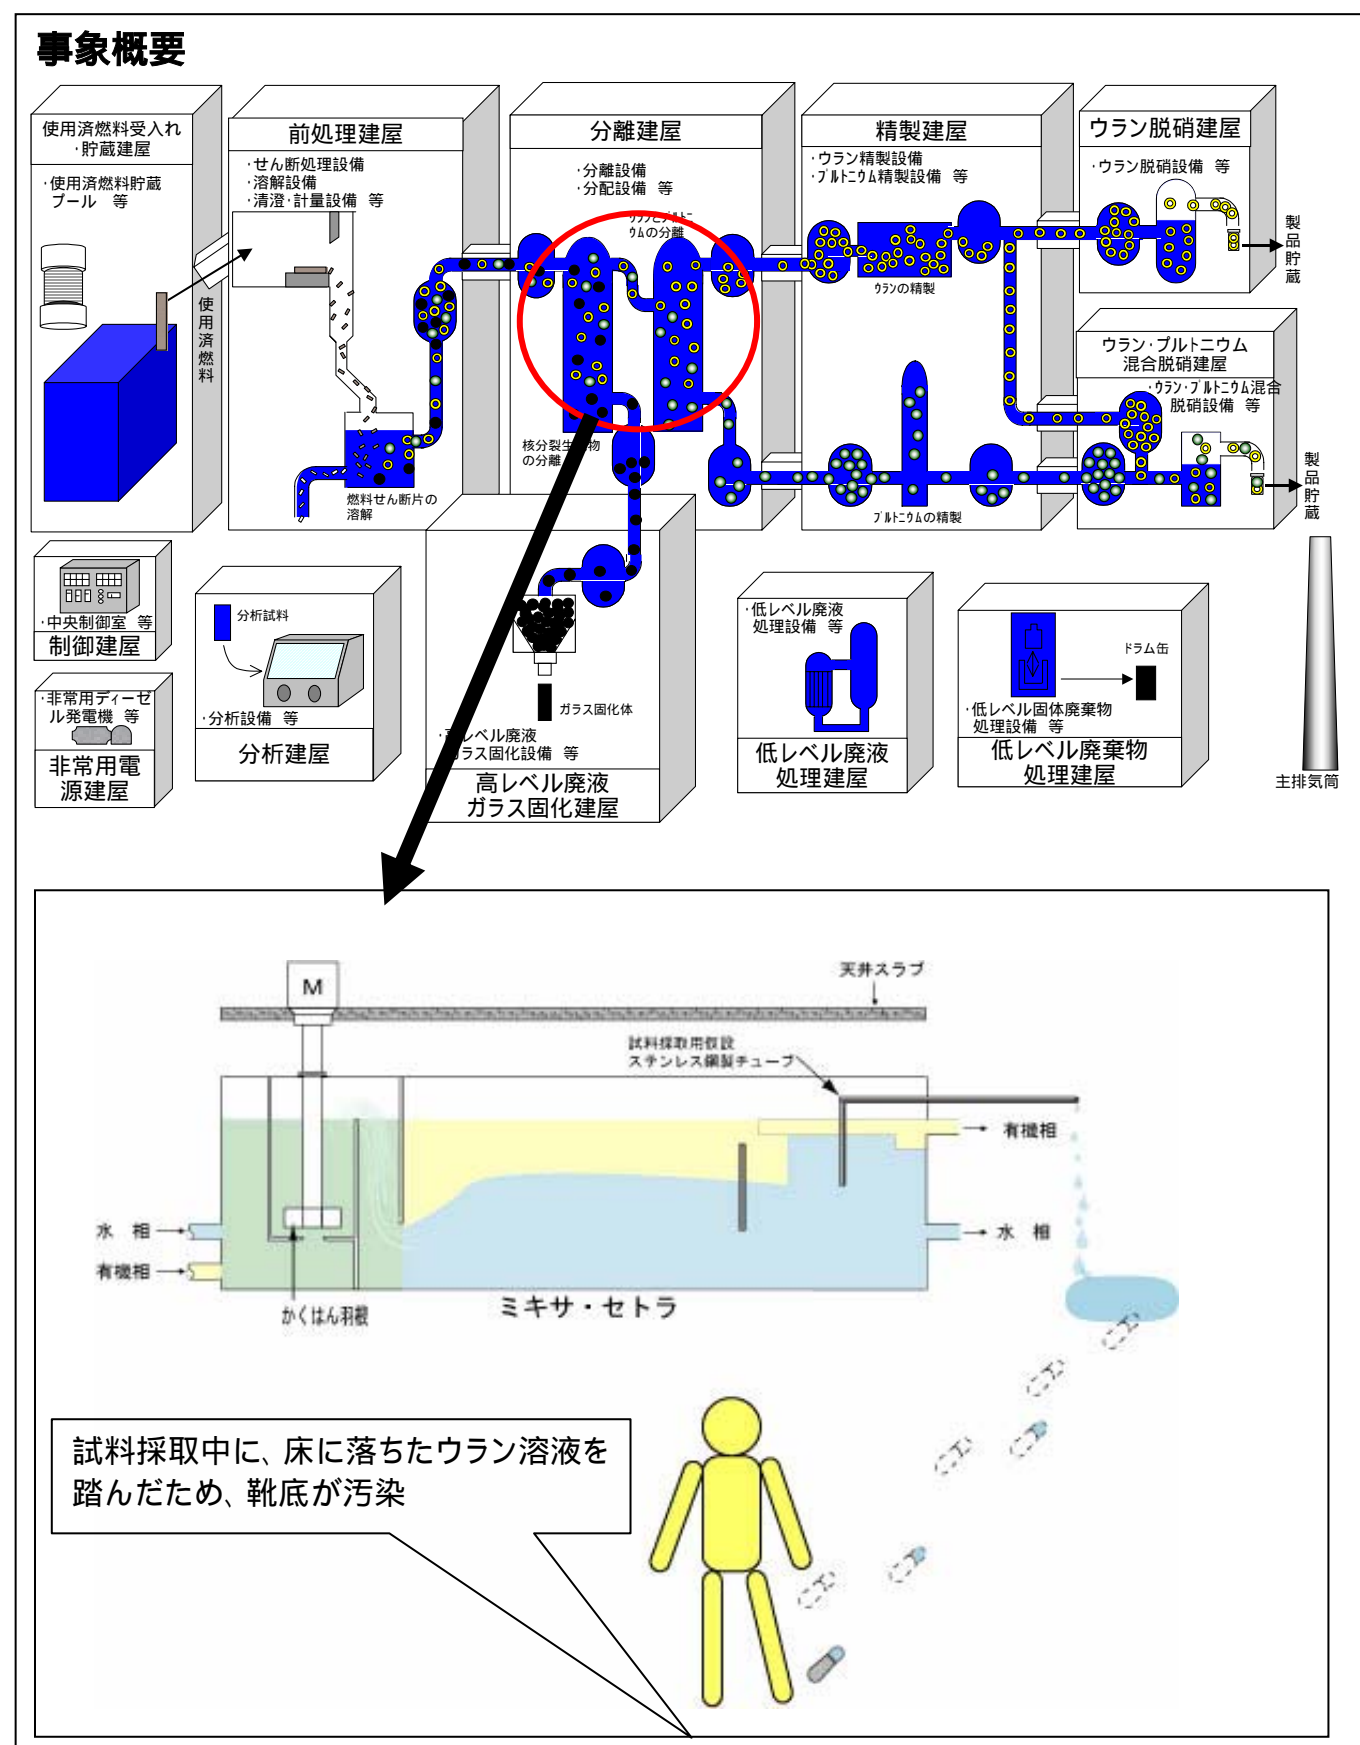 事象概要
使用済燃料受入れ
・貯蔵建屋
・使用済燃料貯蔵
プール 等
使用済燃料
前処理建屋
・せん断処理設備
・溶解設備
・清澄・計量設備 等
燃料せん断片の
溶解
分離建屋
・分離設備
・分配設備 等
ウランとプルトニ
ウムの分離
核分裂生成物
の分離
精製建屋
・ウラン精製設備
・プルトニウム精製設備 等
ウランの精製
プルトニウムの精製
ウラン脱硝建屋
・ウラン脱硝設備 等
製品貯蔵
ウラン・プルトニウム
混合脱硝建屋
・ウラン・プルトニウム混合
脱硝設備 等
製品貯蔵
・中央制御室 等
制御建屋
・非常用ディーゼ
ル発電機 等
非常用電
源建屋
分析試料
・分析設備 等
分析建屋
ガラス固化体
・高レベル廃液
ガラス固化設備 等
高レベル廃液
ガラス固化建屋
・低レベル廃液
処理設備 等
低レベル廃液
処理建屋
ドラム缶
・低レベル固体廃棄物
処理設備 等
低レベル廃棄物
処理建屋
主排気筒
M
天井スラブ
試料採取用仮設
ステンレス鋼製チューブ
有機相
水 相
水 相
有機相
かくはん羽根
ミキサ・セトラ
試料採取中に、床に落ちたウラン溶液を
踏んだため、靴底が汚染